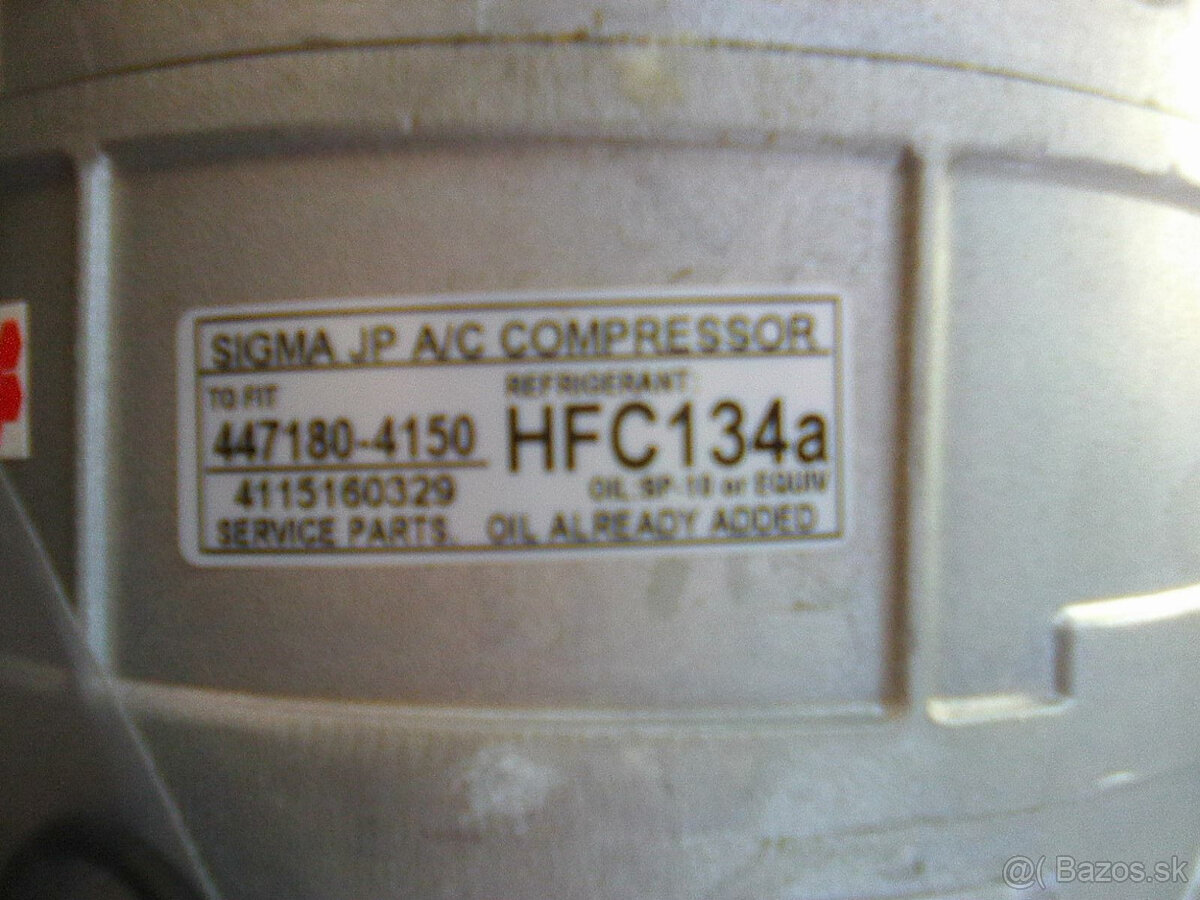 SIGMA JP A/C COMPRESSOR
TO FIT
447180-4150
4115160329
SERVICE PARTS.
REFRIGERANT
HFC134a
OIL: SP-10 or EQUIV
OIL ALREADY ADDED
@( Bazos.sk